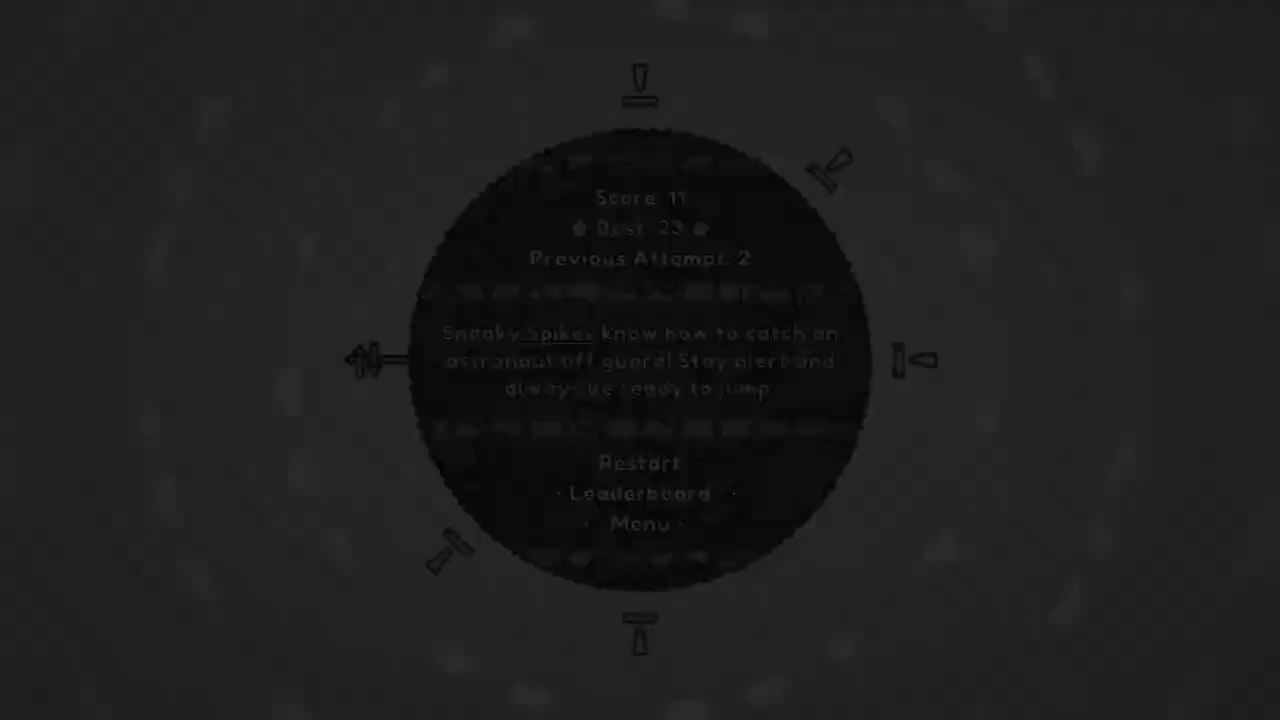 Score: 11
Best: 23
Previous Attempt: 2
Sneaky Spikes know how to catch an
astronaut off guard! Stay alert and
always be ready to jump
Restart
· Leaderboard ·
· Menu ·